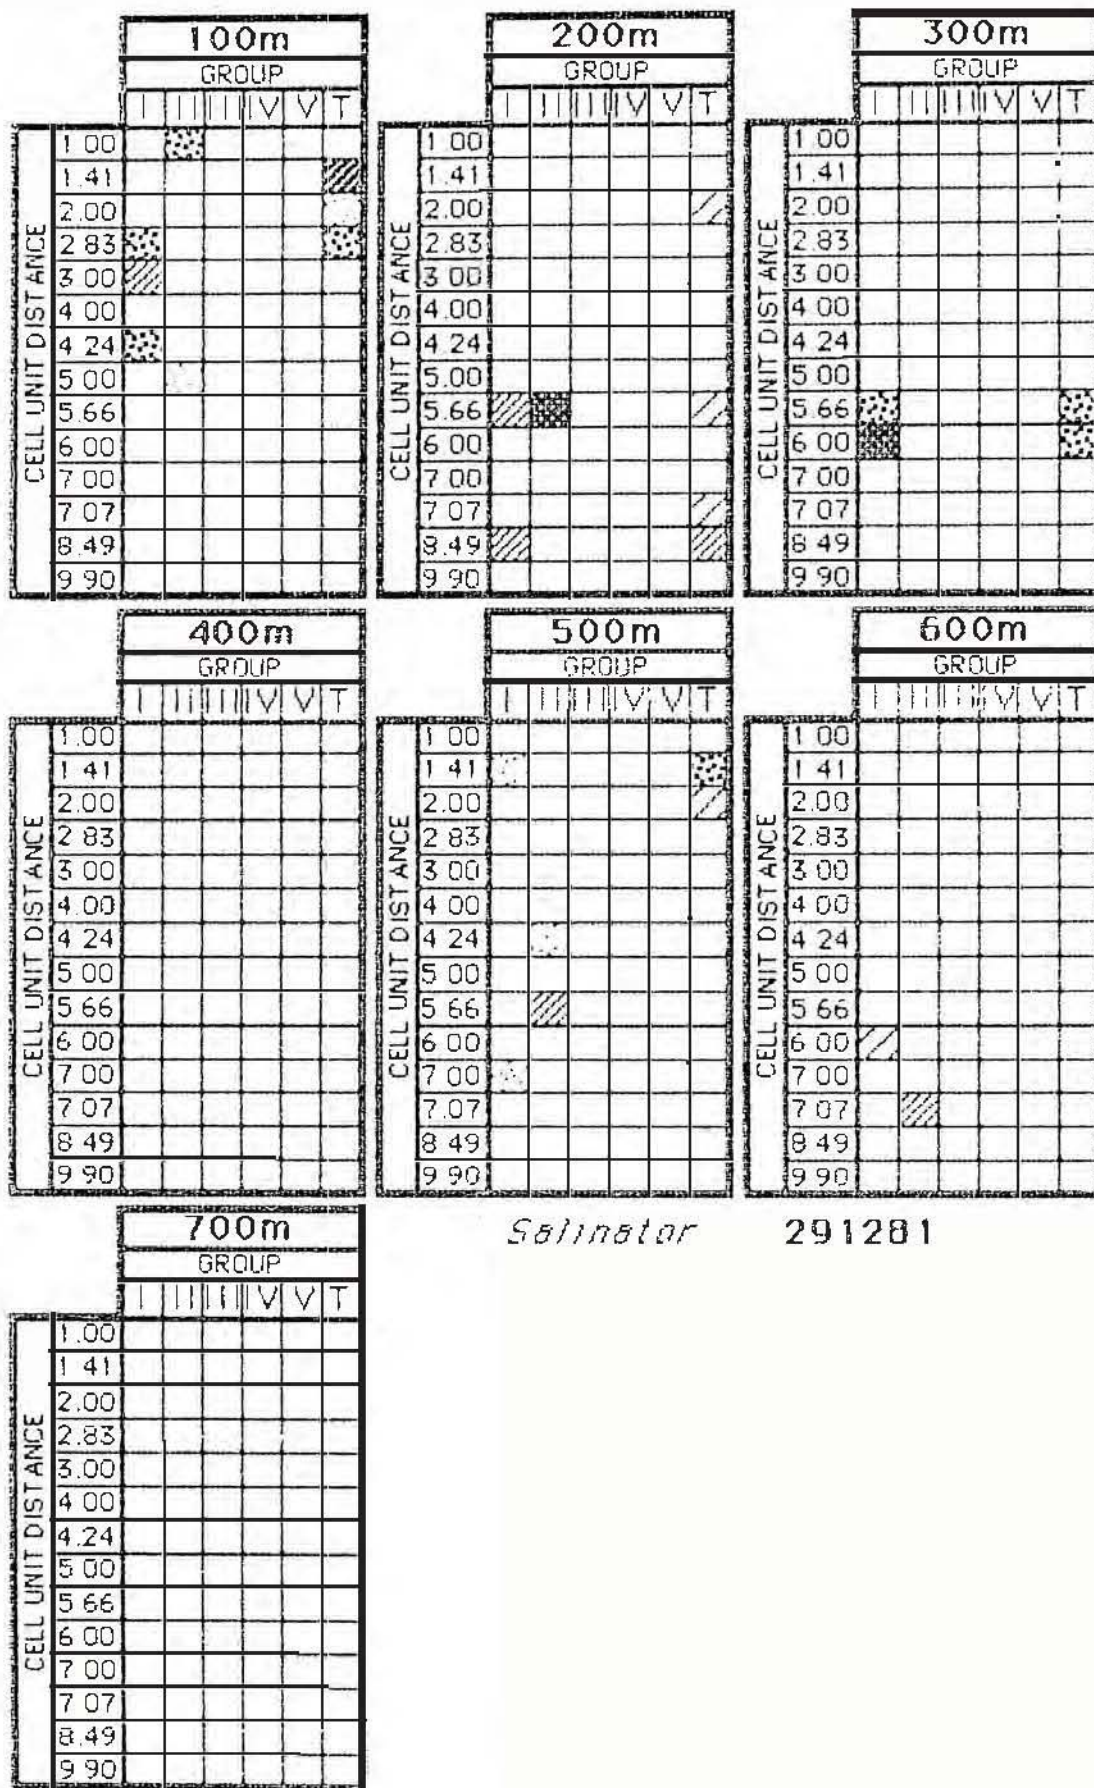 100m 200m 300m
GROUP GROUP GROUP
I II III IV V T I II III IV V T I II III IV V T
CELL UNIT DISTANCE CELL UNIT DISTANCE CELL UNIT DISTANCE
1 00 1 00 1 00
1.41 1.41 1.41
2.00 2.00 2.00
2 83 2.83 2.83
3 00 3 00 3 00
4 00 4.00 4.00
4 24 4.24 4.24
5 00 5.00 5 00
5.66 5.66 5.66
6 00 6 00 6 00
7 00 7 00 7 00
7 07 7 07 7 07
8.49 8.49 8 49
9 90 9 90 9 90
400m 500m 600m
GROUP GROUP GROUP
I II III IV V T I II III IV V T I II III IV V T
CELL UNIT DISTANCE CELL UNIT DISTANCE CELL UNIT DISTANCE
1.00 1 00 1 00
1.41 1 41 1 41
2.00 2.00 2.00
2 83 2 83 2.83
3 00 3 00 3 00
4.00 4 00 4 00
4 24 4 24 4 24
5 00 5 00 5 00
5 66 5 66 5 66
6 00 6 00 6 00
7 00 7 00 7 00
7 07 7.07 7 07
8 49 8 49 8 49
9 90 9 90 9 90
700m Salinator 291281
GROUP
I II III IV V T
CELL UNIT DISTANCE
1.00
1 41
2.00
2.83
3.00
4 00
4.24
5 00
5 66
6 00
7 00
7 07
8.49
9 90